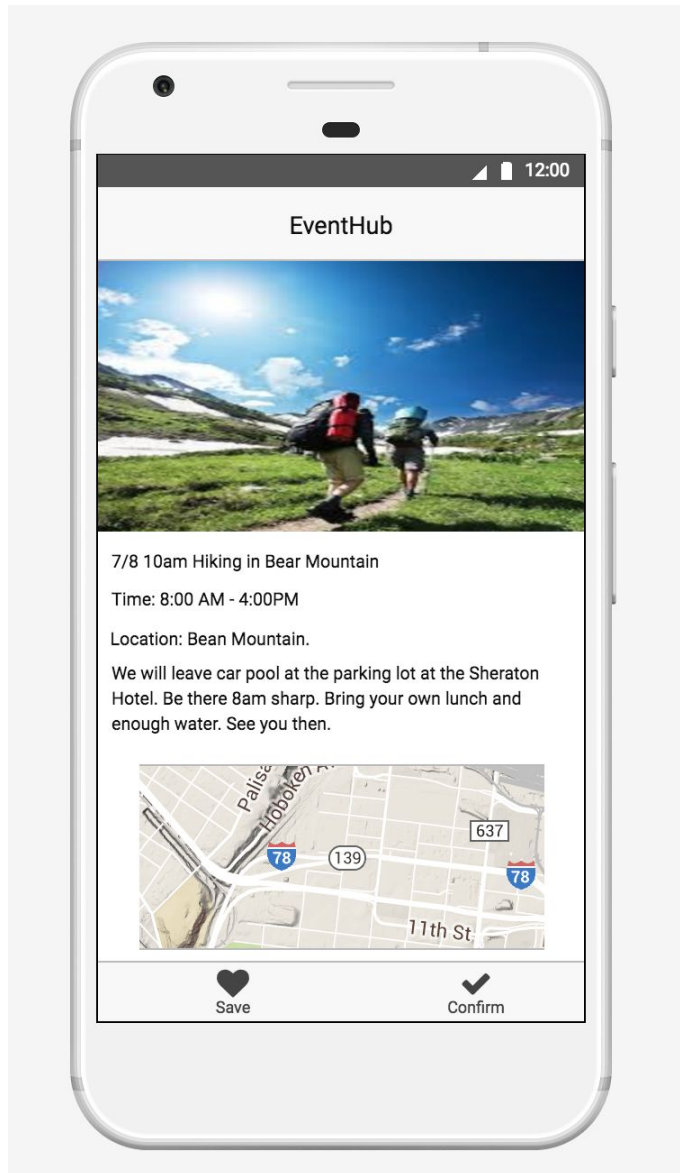 12:00
EventHub
7/8 10am Hiking in Bear Mountain
Time: 8:00 AM - 4:00PM
Location: Bean Mountain.
We will leave car pool at the parking lot at the Sheraton
Hotel. Be there 8am sharp. Bring your own lunch and
enough water. See you then.
Hoboken
637
78
139
78
11th St
Save
Confirm